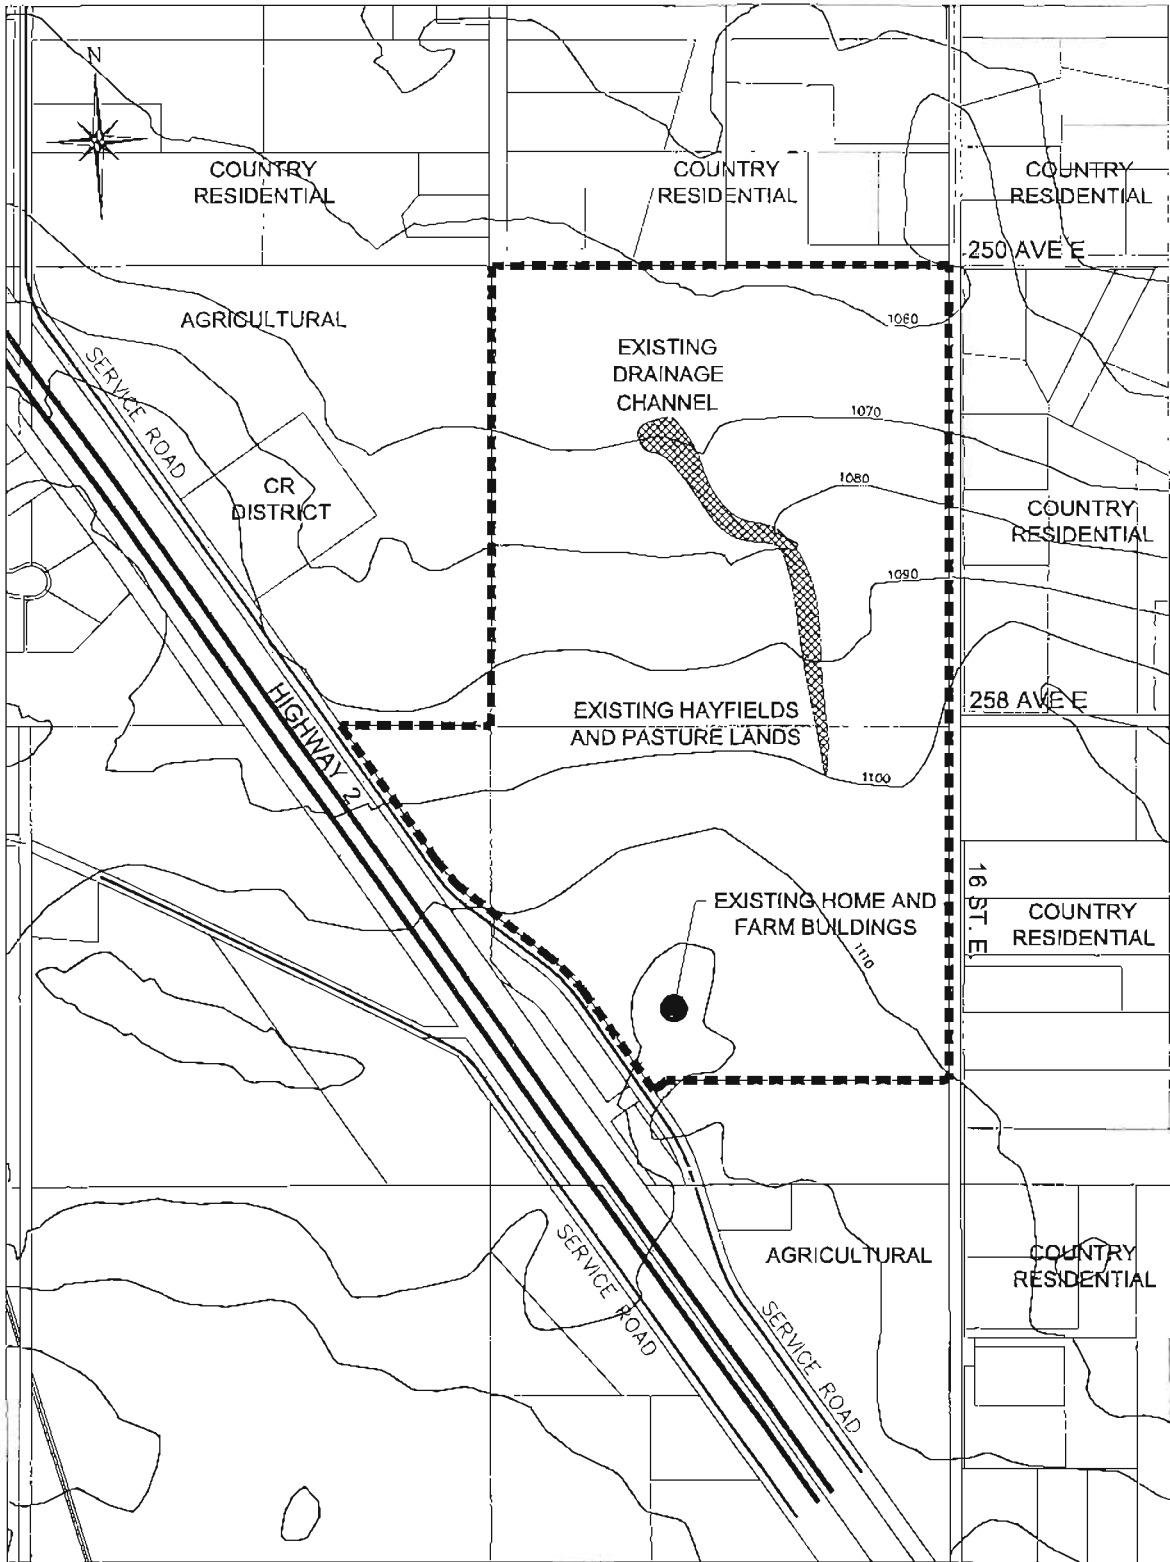 N
COUNTRY
RESIDENTIAL
COUNTRY
RESIDENTIAL
COUNTRY
RESIDENTIAL
250 AVE E
AGRICULTURAL
1060
SERVICE ROAD
EXISTING
DRAINAGE
CHANNEL
1070
1080
CR
DISTRICT
COUNTRY
RESIDENTIAL
1090
HIGHWAY 2
EXISTING HAYFIELDS
AND PASTURE LANDS
258 AVE E
1100
16 ST. E.
EXISTING HOME AND
FARM BUILDINGS
1110
COUNTRY
RESIDENTIAL
SERVICE ROAD
AGRICULTURAL
COUNTRY
RESIDENTIAL
SERVICE ROAD